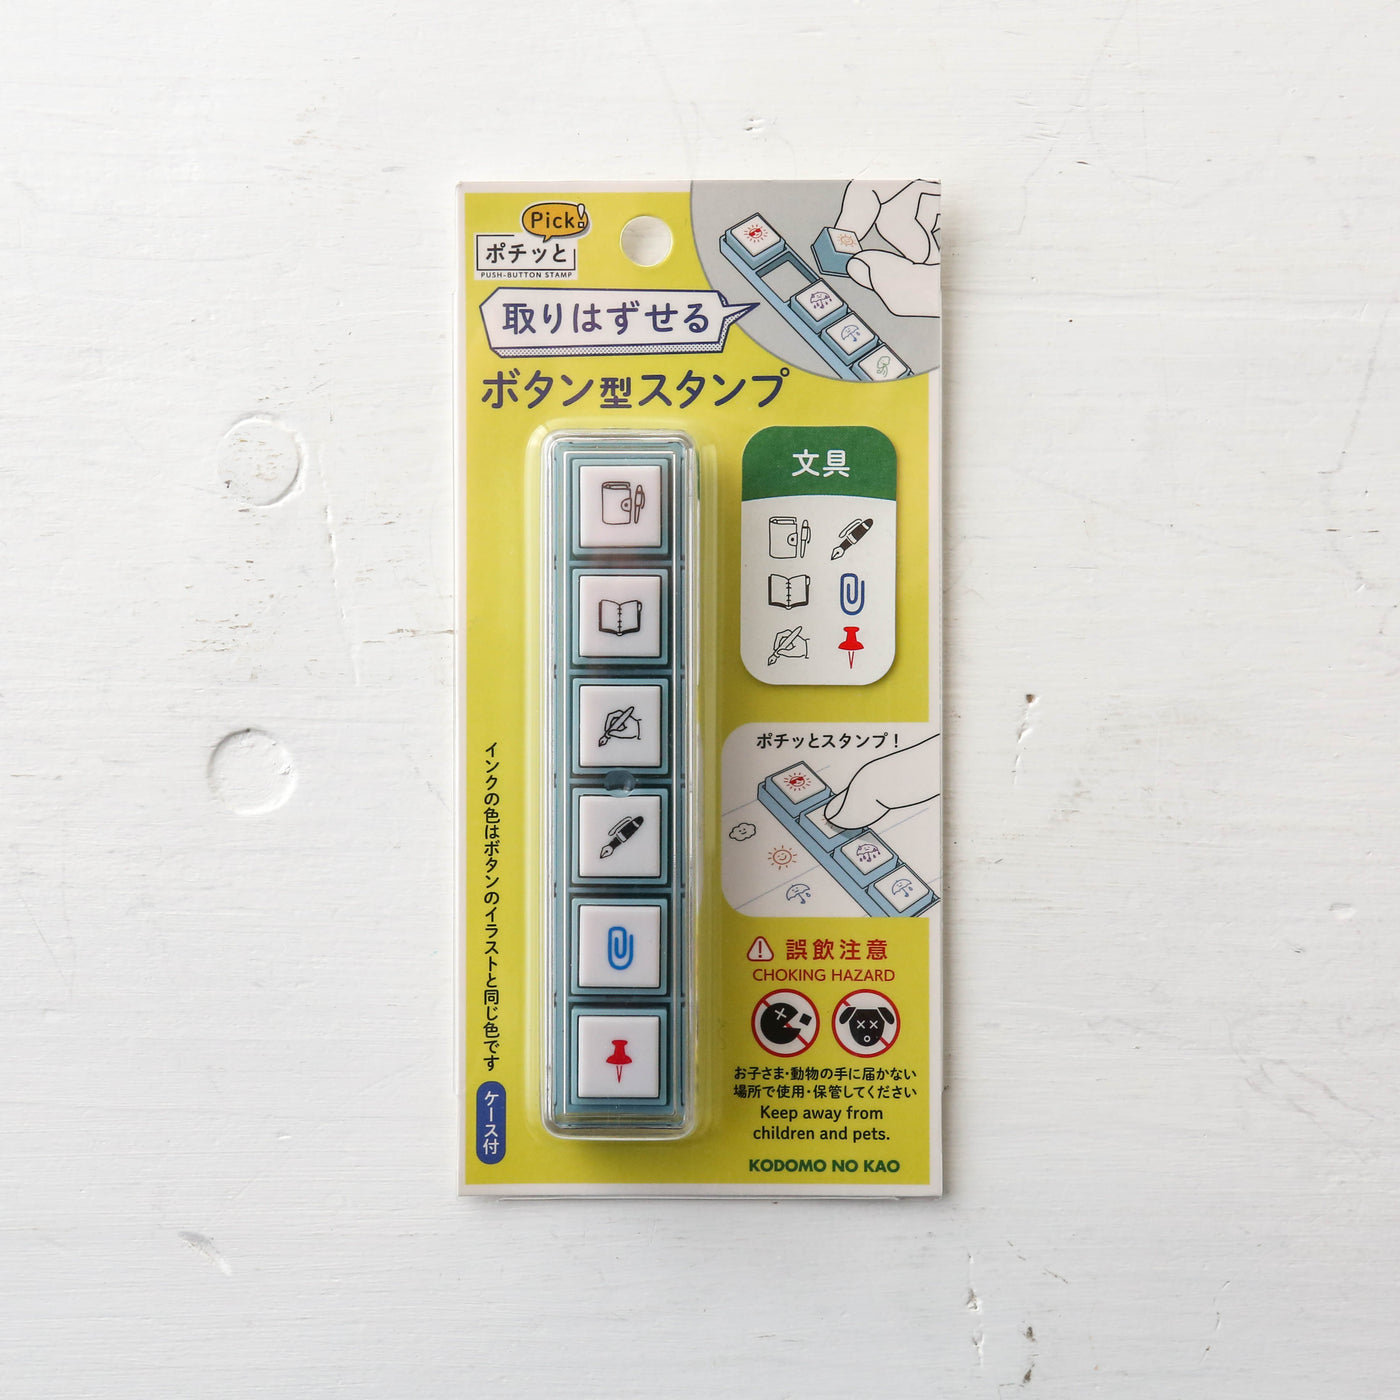 Pick!
ポチッと
PUSH-BUTTON STAMP
取りはずせる
ボタン型スタンプ
文具
ポチッとスタンプ！
インクの色はボタンのイラストと同じ色です
ケース付
誤飲注意
CHOKING HAZARD
お子さま・動物の手に届かない
場所で使用・保管してください
Keep away from
children and pets.
KODOMO NO KAO